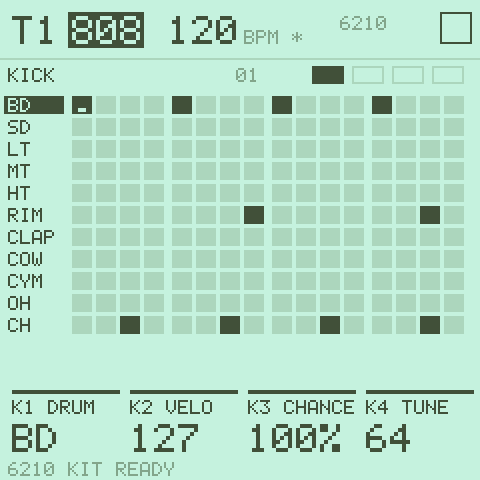 T1 808 120 BPM * 6210
KICK 01
BD
SD
LT
MT
HT
RIM
CLAP
COW
CYM
OH
CH
K1 DRUM K2 VELO K3 CHANCE K4 TUNE
BD 127 100% 64
6210 KIT READY